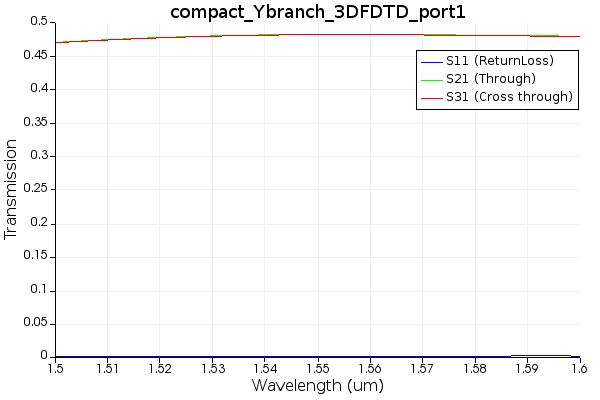 compact_Ybranch_3DFDTD_port1
0.5
0.45
0.4
0.35
0.3
0.25
0.2
0.15
0.1
0.05
0
Transmission
S11 (ReturnLoss)
S21 (Through)
S31 (Cross through)
1.5 1.51 1.52 1.53 1.54 1.55 1.56 1.57 1.58 1.59 1.6
Wavelength (um)